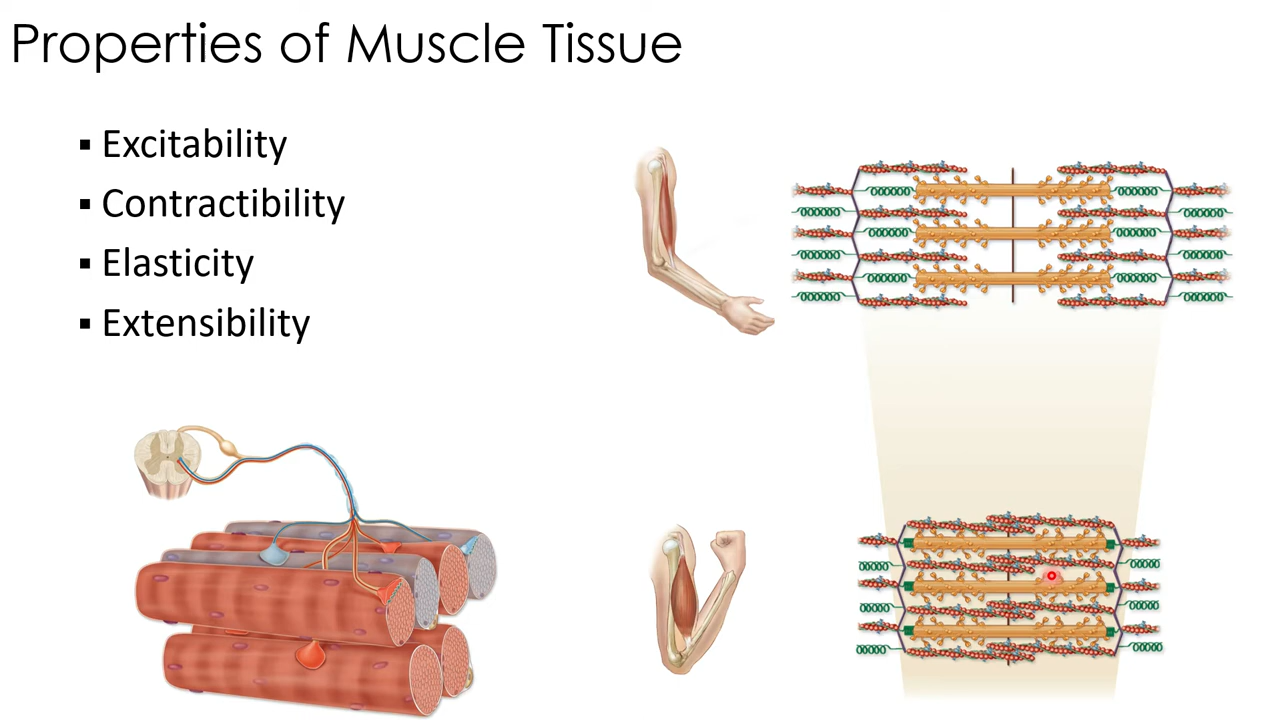 Properties of Muscle Tissue
▪ Excitability
▪ Contractibility
▪ Elasticity
▪ Extensibility